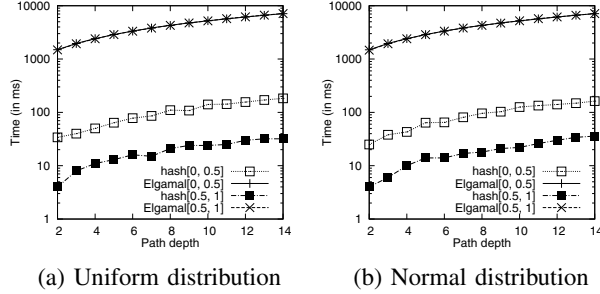 10000
1000
100
10
1
Time (in ms)
hash[0, 0.5]
Elgamal[0, 0.5]
hash[0.5, 1]
Elgamal[0.5, 1]
2 4 6 8 10 12 14
Path depth
(a) Uniform distribution
10000
1000
100
10
1
Time (in ms)
hash[0, 0.5]
Elgamal[0, 0.5]
hash[0.5, 1]
Elgamal[0.5, 1]
2 4 6 8 10 12 14
Path depth
(b) Normal distribution